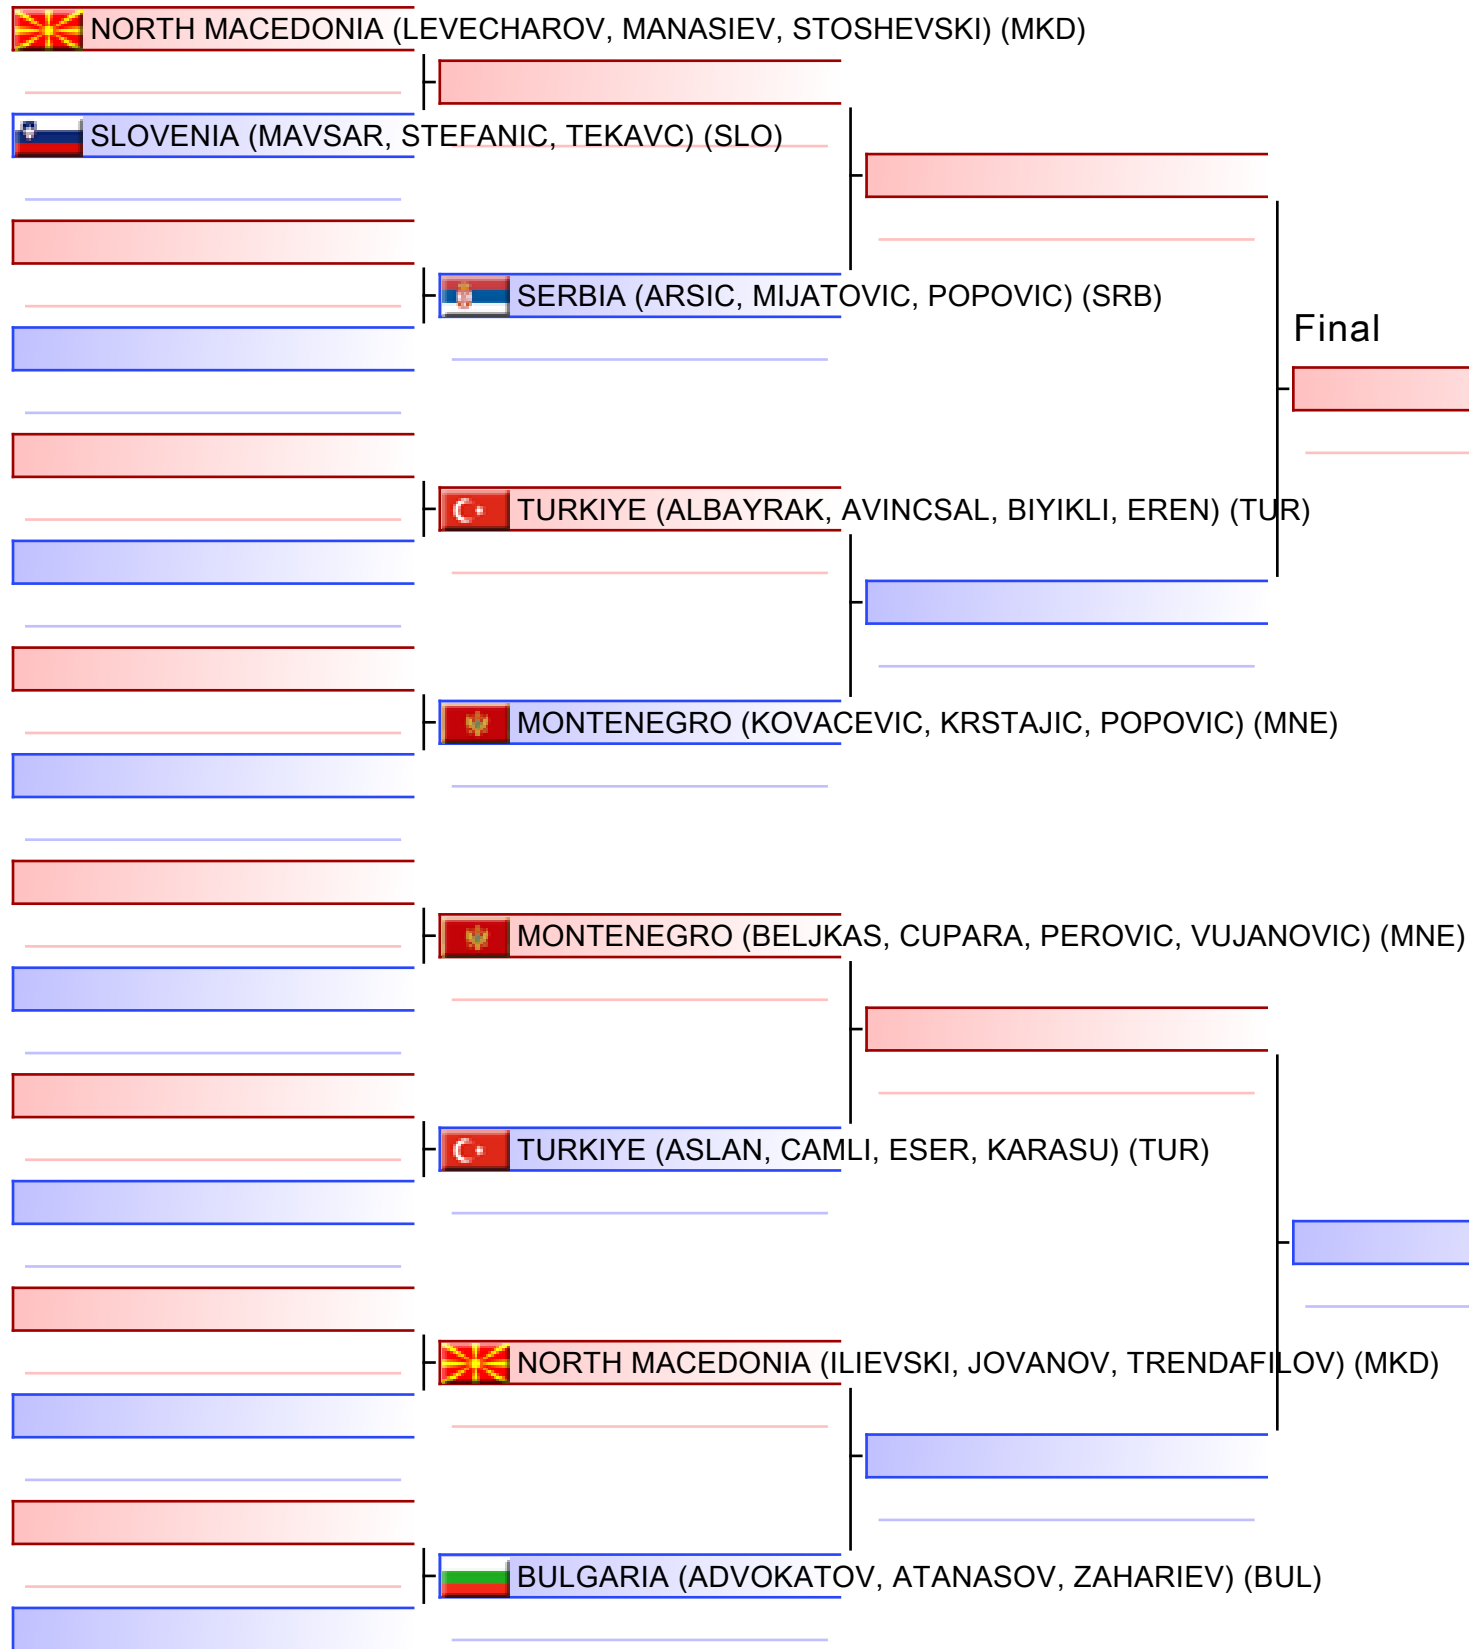 NORTH MACEDONIA (LEVECHAROV, MANASIEV, STOSHEVSKI) (MKD)
SLOVENIA (MAVSAR, STEFANIC, TEKAVC) (SLO)
SERBIA (ARSIC, MIJATOVIC, POPOVIC) (SRB)
Final
TURKIYE (ALBAYRAK, AVINCSAL, BIYIKLI, EREN) (TUR)
MONTENEGRO (KOVACEVIC, KRSTAJIC, POPOVIC) (MNE)
MONTENEGRO (BELJKAS, CUPARA, PEROVIC, VUJANOVIC) (MNE)
TURKIYE (ASLAN, CAMLI, ESER, KARASU) (TUR)
NORTH MACEDONIA (ILIEVSKI, JOVANOV, TRENDAFILOV) (MKD)
BULGARIA (ADVOKATOV, ATANASOV, ZAHARIEV) (BUL)